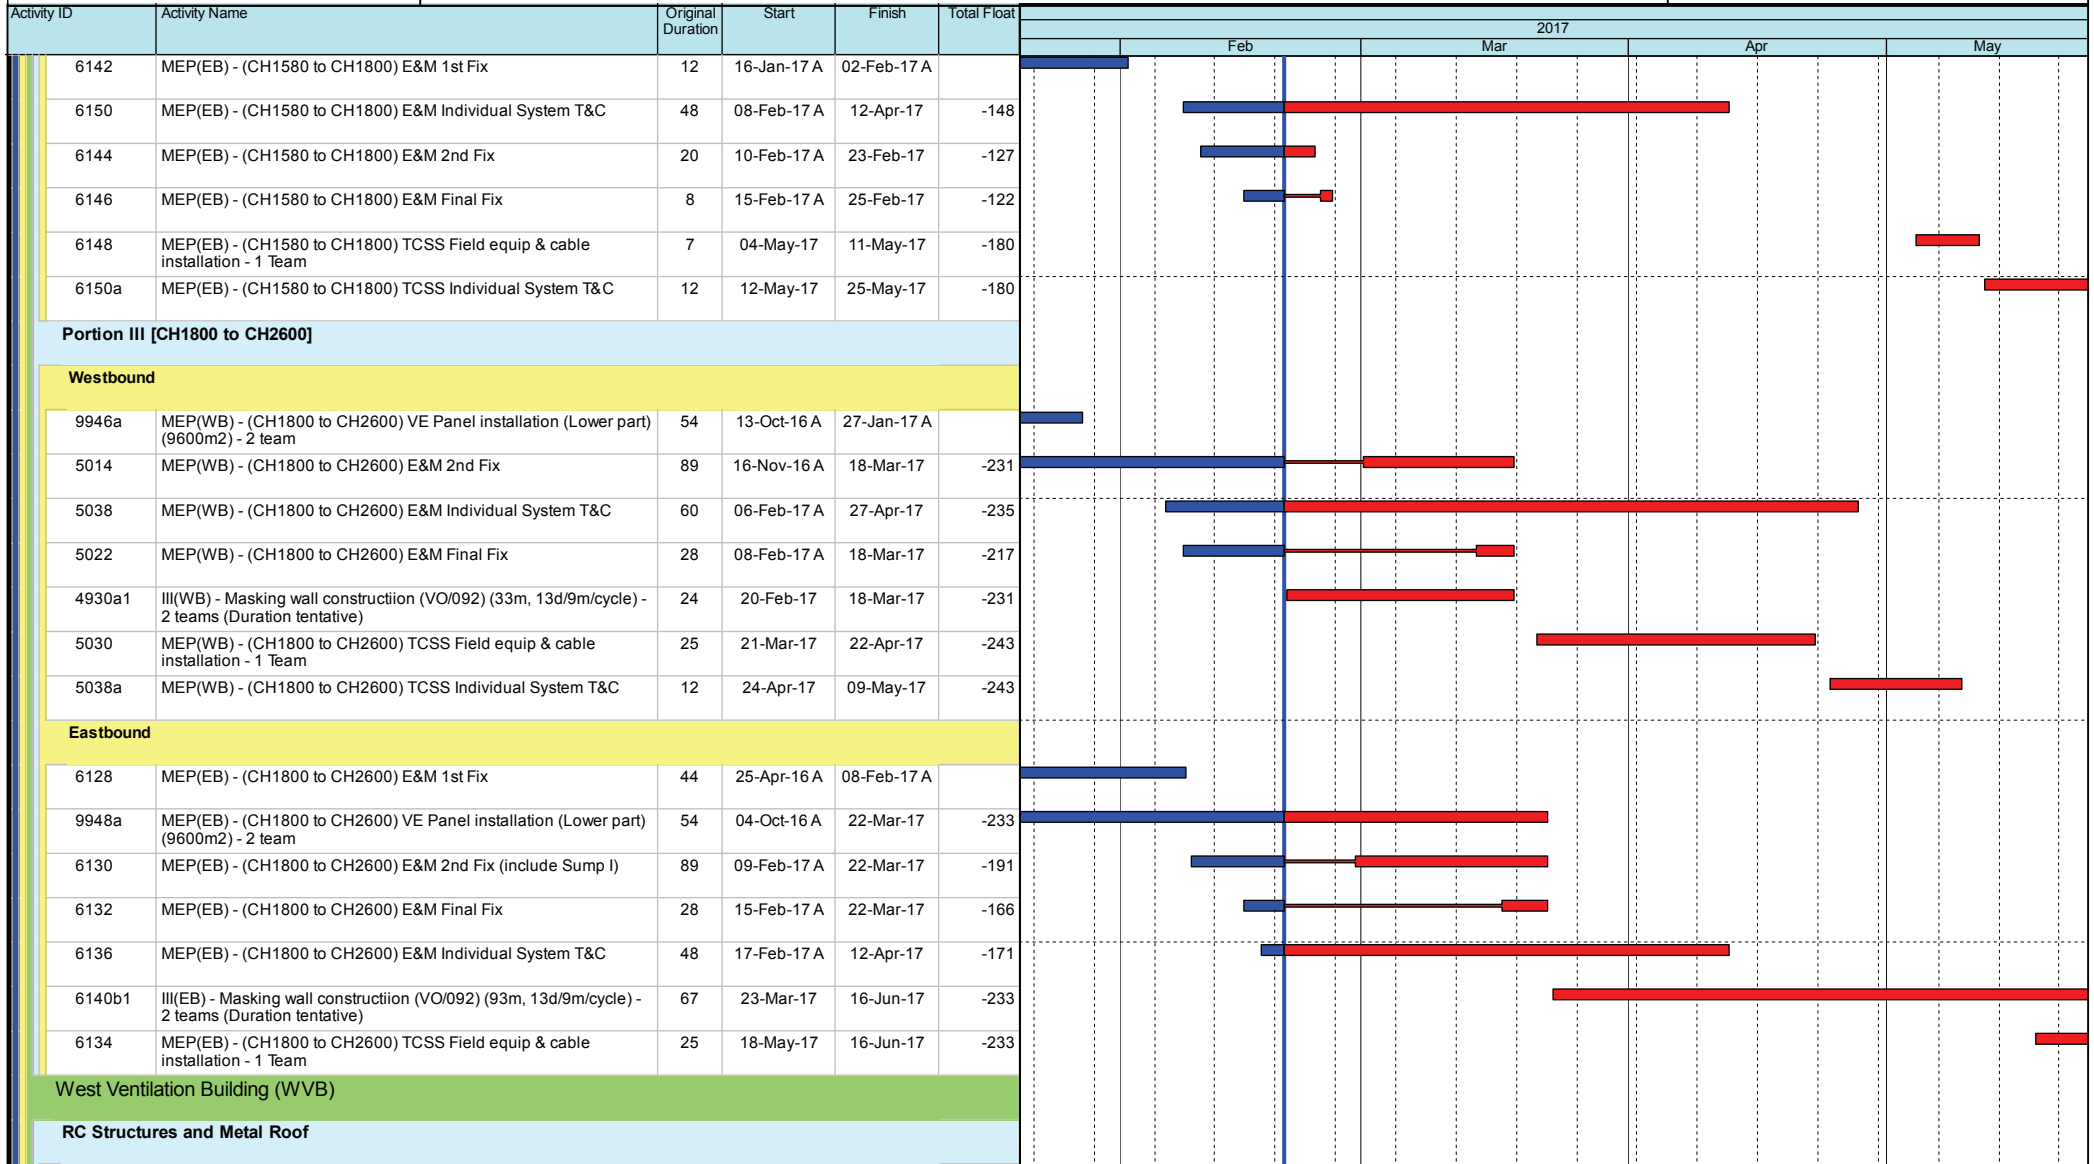 Activity ID Activity Name Original Start Finish Total Float
Duration
2017
Feb Mar Apr May
6142 MEP(EB) - (CH1580 to CH1800) E&M 1st Fix 12 16-Jan-17 A 02-Feb-17 A
6150 MEP(EB) - (CH1580 to CH1800) E&M Individual System T&C 48 08-Feb-17 A 12-Apr-17 -148
6144 MEP(EB) - (CH1580 to CH1800) E&M 2nd Fix 20 10-Feb-17 A 23-Feb-17 -127
6146 MEP(EB) - (CH1580 to CH1800) E&M Final Fix 8 15-Feb-17 A 25-Feb-17 -122
6148 MEP(EB) - (CH1580 to CH1800) TCSS Field equip & cable 7 04-May-17 11-May-17 -180
installation - 1 Team
6150a MEP(EB) - (CH1580 to CH1800) TCSS Individual System T&C 12 12-May-17 25-May-17 -180
Portion III [CH1800 to CH2600]
Westbound
9946a MEP(WB) - (CH1800 to CH2600) VE Panel installation (Lower part) 54 13-Oct-16 A 27-Jan-17 A
(9600m2) - 2 team
5014 MEP(WB) - (CH1800 to CH2600) E&M 2nd Fix 89 16-Nov-16 A 18-Mar-17 -231
5038 MEP(WB) - (CH1800 to CH2600) E&M Individual System T&C 60 06-Feb-17 A 27-Apr-17 -235
5022 MEP(WB) - (CH1800 to CH2600) E&M Final Fix 28 08-Feb-17 A 18-Mar-17 -217
4930a1 III(WB) - Masking wall constructiion (VO/092) (33m, 13d/9m/cycle) - 24 20-Feb-17 18-Mar-17 -231
2 teams (Duration tentative)
5030 MEP(WB) - (CH1800 to CH2600) TCSS Field equip & cable 25 21-Mar-17 22-Apr-17 -243
installation - 1 Team
5038a MEP(WB) - (CH1800 to CH2600) TCSS Individual System T&C 12 24-Apr-17 09-May-17 -243
Eastbound
6128 MEP(EB) - (CH1800 to CH2600) E&M 1st Fix 44 25-Apr-16 A 08-Feb-17 A
9948a MEP(EB) - (CH1800 to CH2600) VE Panel installation (Lower part) 54 04-Oct-16 A 22-Mar-17 -233
(9600m2) - 2 team
6130 MEP(EB) - (CH1800 to CH2600) E&M 2nd Fix (include Sump I) 89 09-Feb-17 A 22-Mar-17 -191
6132 MEP(EB) - (CH1800 to CH2600) E&M Final Fix 28 15-Feb-17 A 22-Mar-17 -166
6136 MEP(EB) - (CH1800 to CH2600) E&M Individual System T&C 48 17-Feb-17 A 12-Apr-17 -171
6140b1 III(EB) - Masking wall constructiion (VO/092) (93m, 13d/9m/cycle) - 67 23-Mar-17 16-Jun-17 -233
2 teams (Duration tentative)
6134 MEP(EB) - (CH1800 to CH2600) TCSS Field equip & cable 25 18-May-17 16-Jun-17 -233
installation - 1 Team
West Ventilation Building (WVB)
RC Structures and Metal Roof